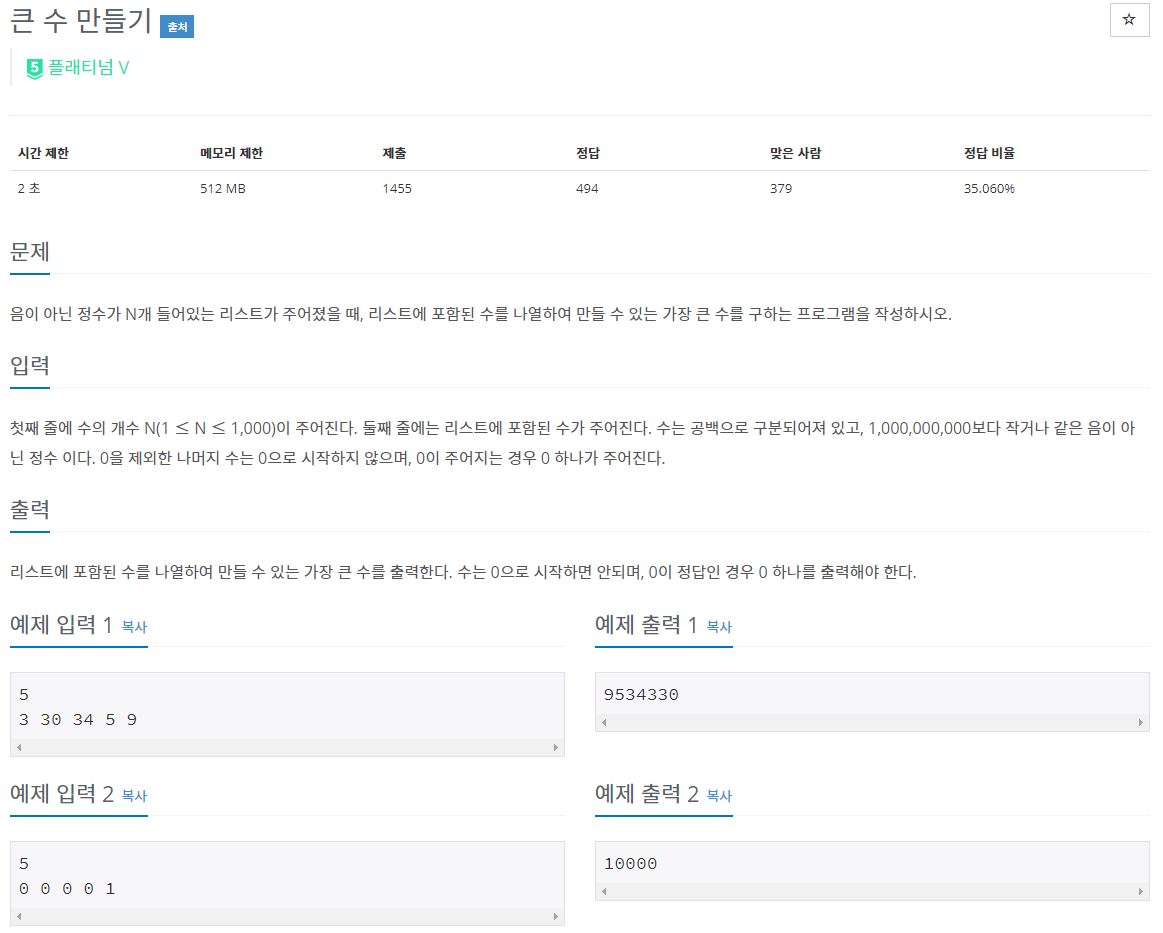 큰 수 만들기 출처
☆
5 플래티넘 V
시간 제한 메모리 제한 제출 정답 맞은 사람 정답 비율
2 초 512 MB 1455 494 379 35.060%
문제
음이 아닌 정수가 N개 들어있는 리스트가 주어졌을 때, 리스트에 포함된 수를 나열하여 만들 수 있는 가장 큰 수를 구하는 프로그램을 작성하시오.
입력
첫째 줄에 수의 개수 N(1 ≤ N ≤ 1,000)이 주어진다. 둘째 줄에는 리스트에 포함된 수가 주어진다. 수는 공백으로 구분되어져 있고, 1,000,000,000보다 작거나 같은 음이 아
닌 정수 이다. 0을 제외한 나머지 수는 0으로 시작하지 않으며, 0이 주어지는 경우 0 하나가 주어진다.
출력
리스트에 포함된 수를 나열하여 만들 수 있는 가장 큰 수를 출력한다. 수는 0으로 시작하면 안되며, 0이 정답인 경우 0 하나를 출력해야 한다.
예제 입력 1 복사
5
3 30 34 5 9
예제 출력 1 복사
9534330
예제 입력 2 복사
5
0 0 0 0 1
예제 출력 2 복사
10000